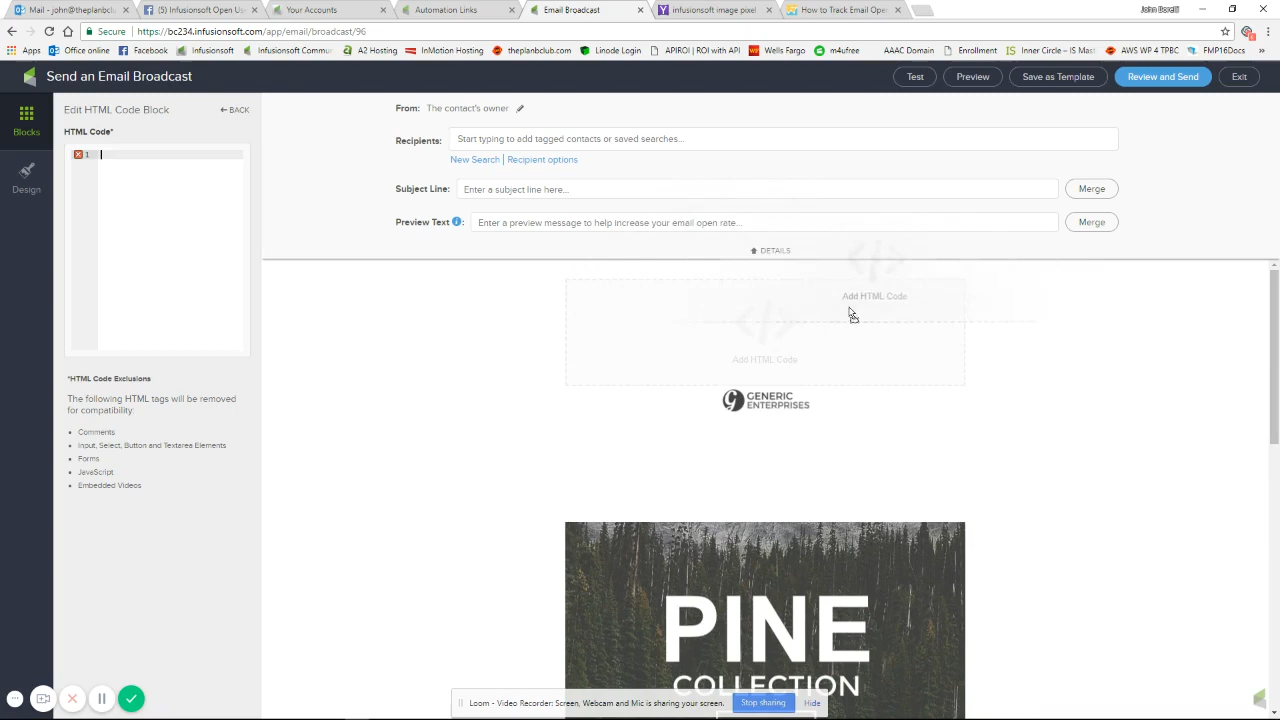 Mail - john@theplanbclu
(5) Infusionsoft Open Us
Your Accounts
Automation Links
Email Broadcast
infusionsoft image pixel
How to Track Email Ope
Secure
https://bc234.infusionsoft.com/app/email/broadcast/96
Apps
Office online
Facebook
Infusionsoft
Infusionsoft Commu
A2 Hosting
InMotion Hosting
theplanbclub.com
Linode Login
APIROI | ROI with API
Wells Fargo
m4ufree
AAAC Domain
Enrollment
Inner Circle – IS Mast
AWS WP 4 TPBC
FMP16Docs
Send an Email Broadcast
Test
Preview
Save as Template
Review and Send
Exit
Blocks
Design
Edit HTML Code Block
BACK
HTML Code*
1
*HTML Code Exclusions
The following HTML tags will be removed
for compatibility:
Comments
Input, Select, Button and Textarea Elements
Forms
JavaScript
Embedded Videos
From: The contact's owner
Recipients: Start typing to add tagged contacts or saved searches...
New Search | Recipient options
Subject Line: Enter a subject line here...
Merge
Preview Text : Enter a preview message to help increase your email open rate...
Merge
DETAILS
Add HTML Code
Add HTML Code
GENERIC
ENTERPRISES
PINE
COLLECTION
Loom - Video Recorder: Screen, Webcam and Mic is sharing your screen.
Stop sharing
Hide